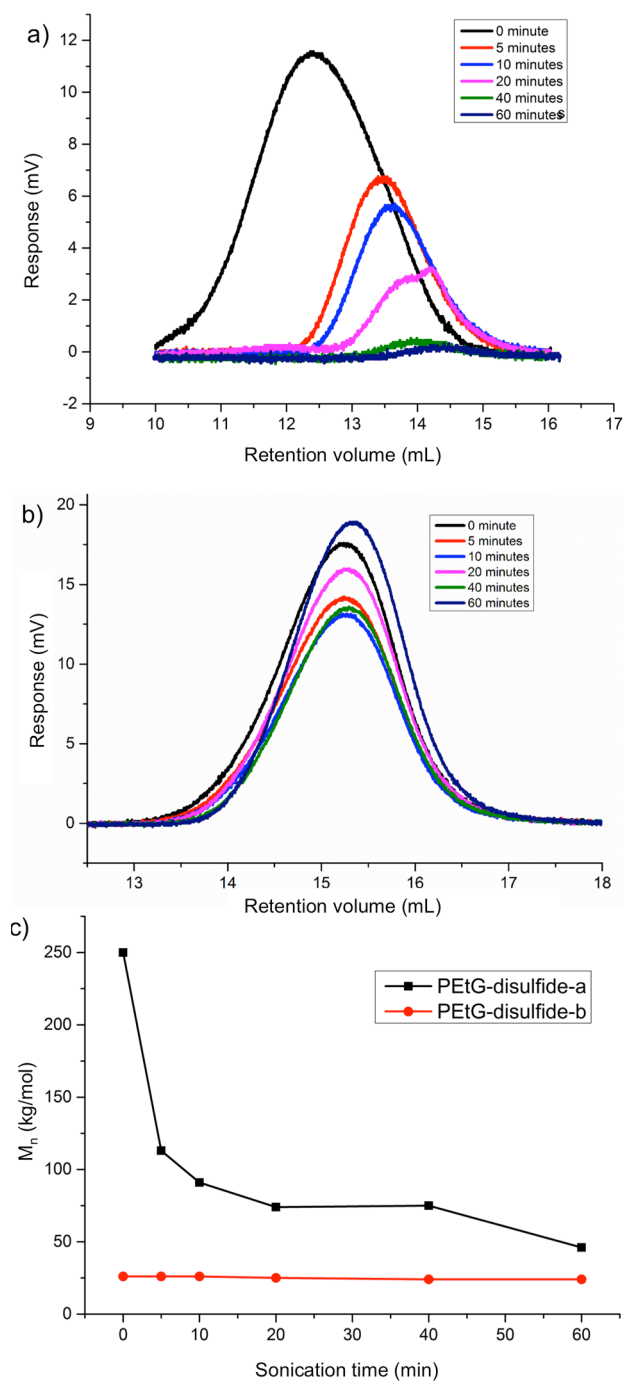 a)
12
10
8
6
4
2
0
-2
Response (mV)
0 minute
5 minutes
10 minutes
20 minutes
40 minutes
60 minutes
9 10 11 12 13 14 15 16 17
Retention volume (mL)
b)
20
15
10
5
0
Response (mV)
0 minute
5 minutes
10 minutes
20 minutes
40 minutes
60 minutes
13 14 15 16 17 18
Retention volume (mL)
c)
250
200
150
100
50
0
Mn (kg/mol)
PEtG-disulfide-a
PEtG-disulfide-b
0 10 20 30 40 50 60
Sonication time (min)